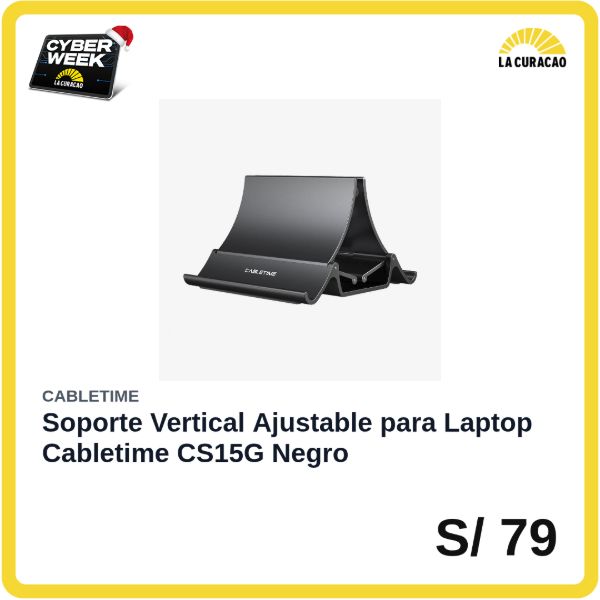 CYBER
WEEK
LA CURACAO
LA CURACAO
CABLETIME
CABLETIME
Soporte Vertical Ajustable para Laptop
Cabletime CS15G Negro
S/ 79